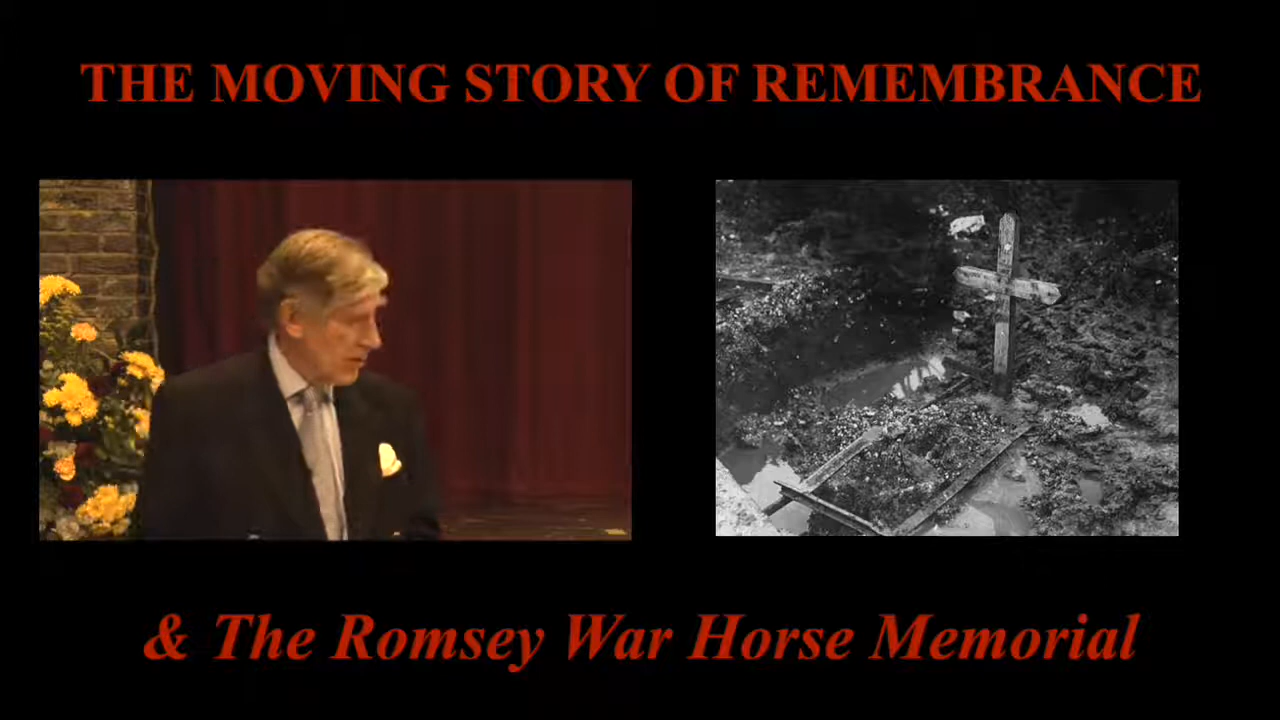 THE MOVING STORY OF REMEMBRANCE
& The Romsey War Horse Memorial